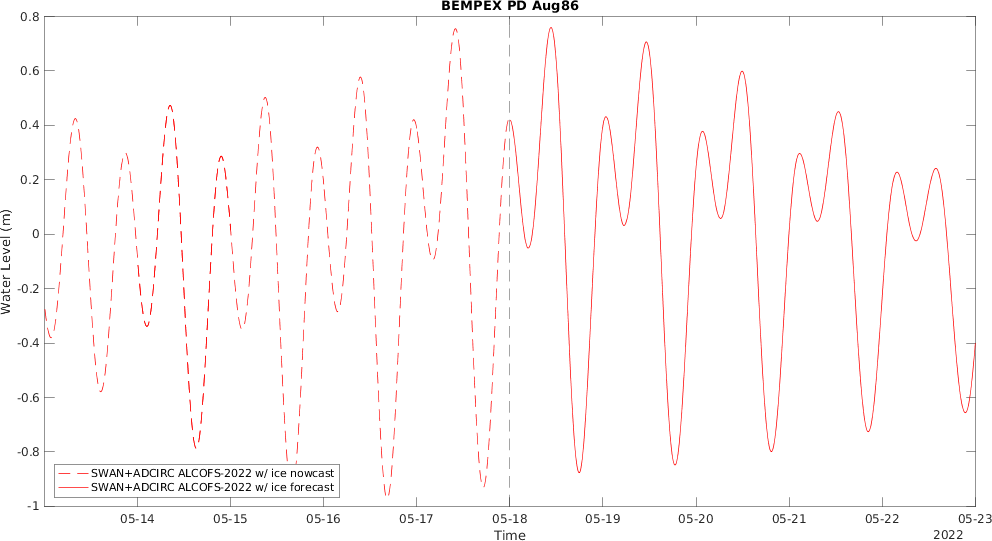 BEMPEX PD Aug86
Water Level (m)
0.8
0.6
0.4
0.2
0
-0.2
-0.4
-0.6
-0.8
-1
SWAN+ADCIRC ALCOFS-2022 w/ ice nowcast
SWAN+ADCIRC ALCOFS-2022 w/ ice forecast
05-14 05-15 05-16 05-17 05-18 05-19 05-20 05-21 05-22 05-23
Time
2022